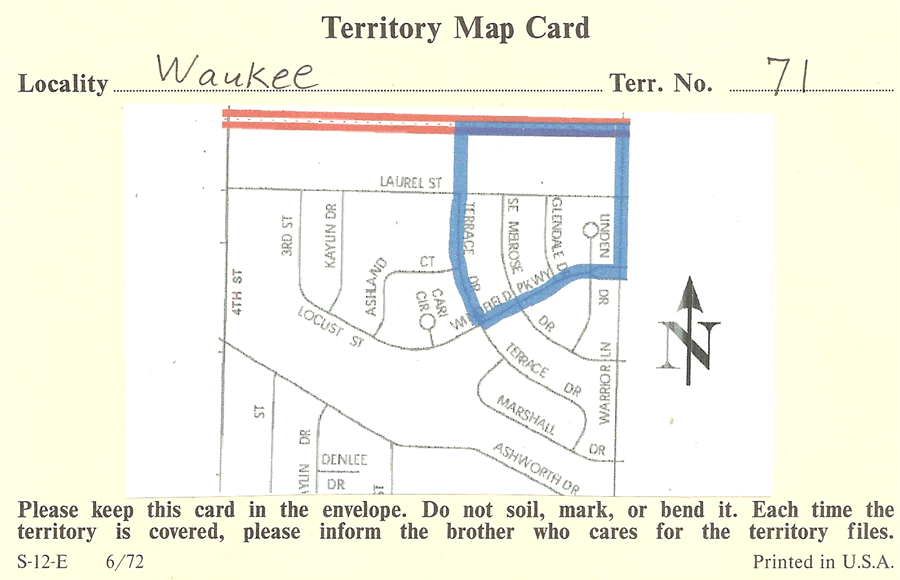 Territory Map Card
Locality Waukee Terr. No. 71
LAUREL ST
3RD ST
KAYLIN DR
TERRACE DR
SE MELROSE
GLENDALE D
LINDEN
DR
4TH ST
ASHLAND
CT
CARI
CIR
PKWY
LOCUST ST
DR
TERRACE DR
WARRIOR LN
MARSHALL
DR
ASHWORTH DR
ST
DR
AYLIN
DENLEE
DR
ST
N
Please keep this card in the envelope. Do not soil, mark, or bend it. Each time the
territory is covered, please inform the brother who cares for the territory files.
S-12-E 6/72 Printed in U.S.A.